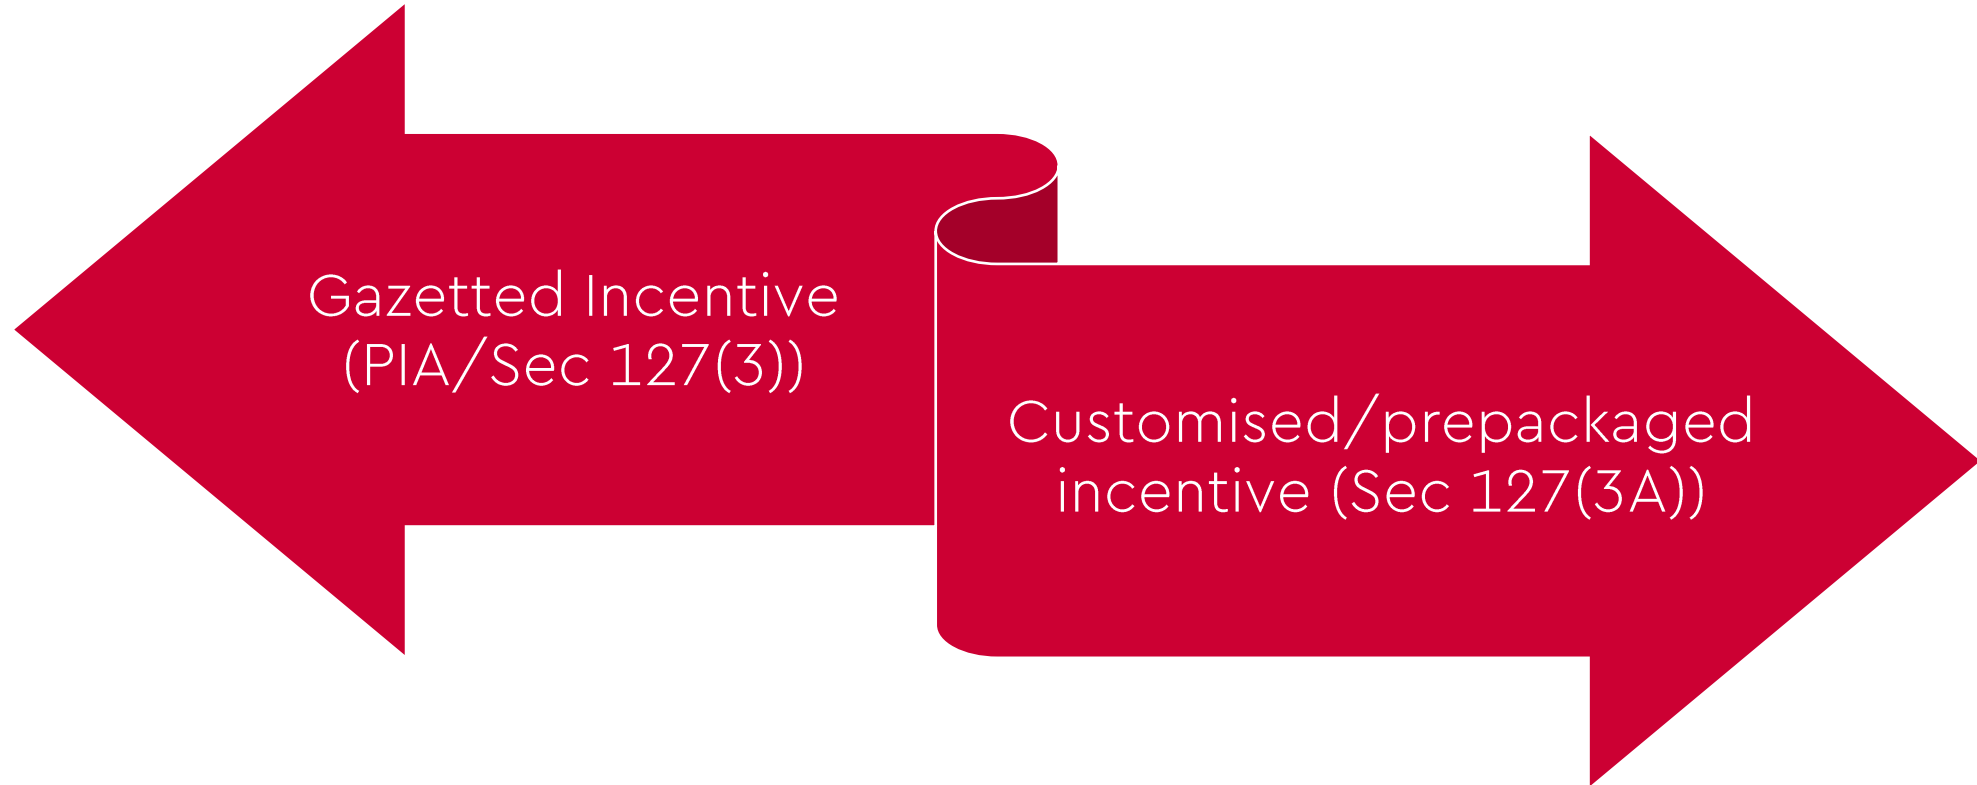 Gazetted Incentive
(PIA/Sec 127(3))
Customised/prepackaged
incentive (Sec 127(3A))